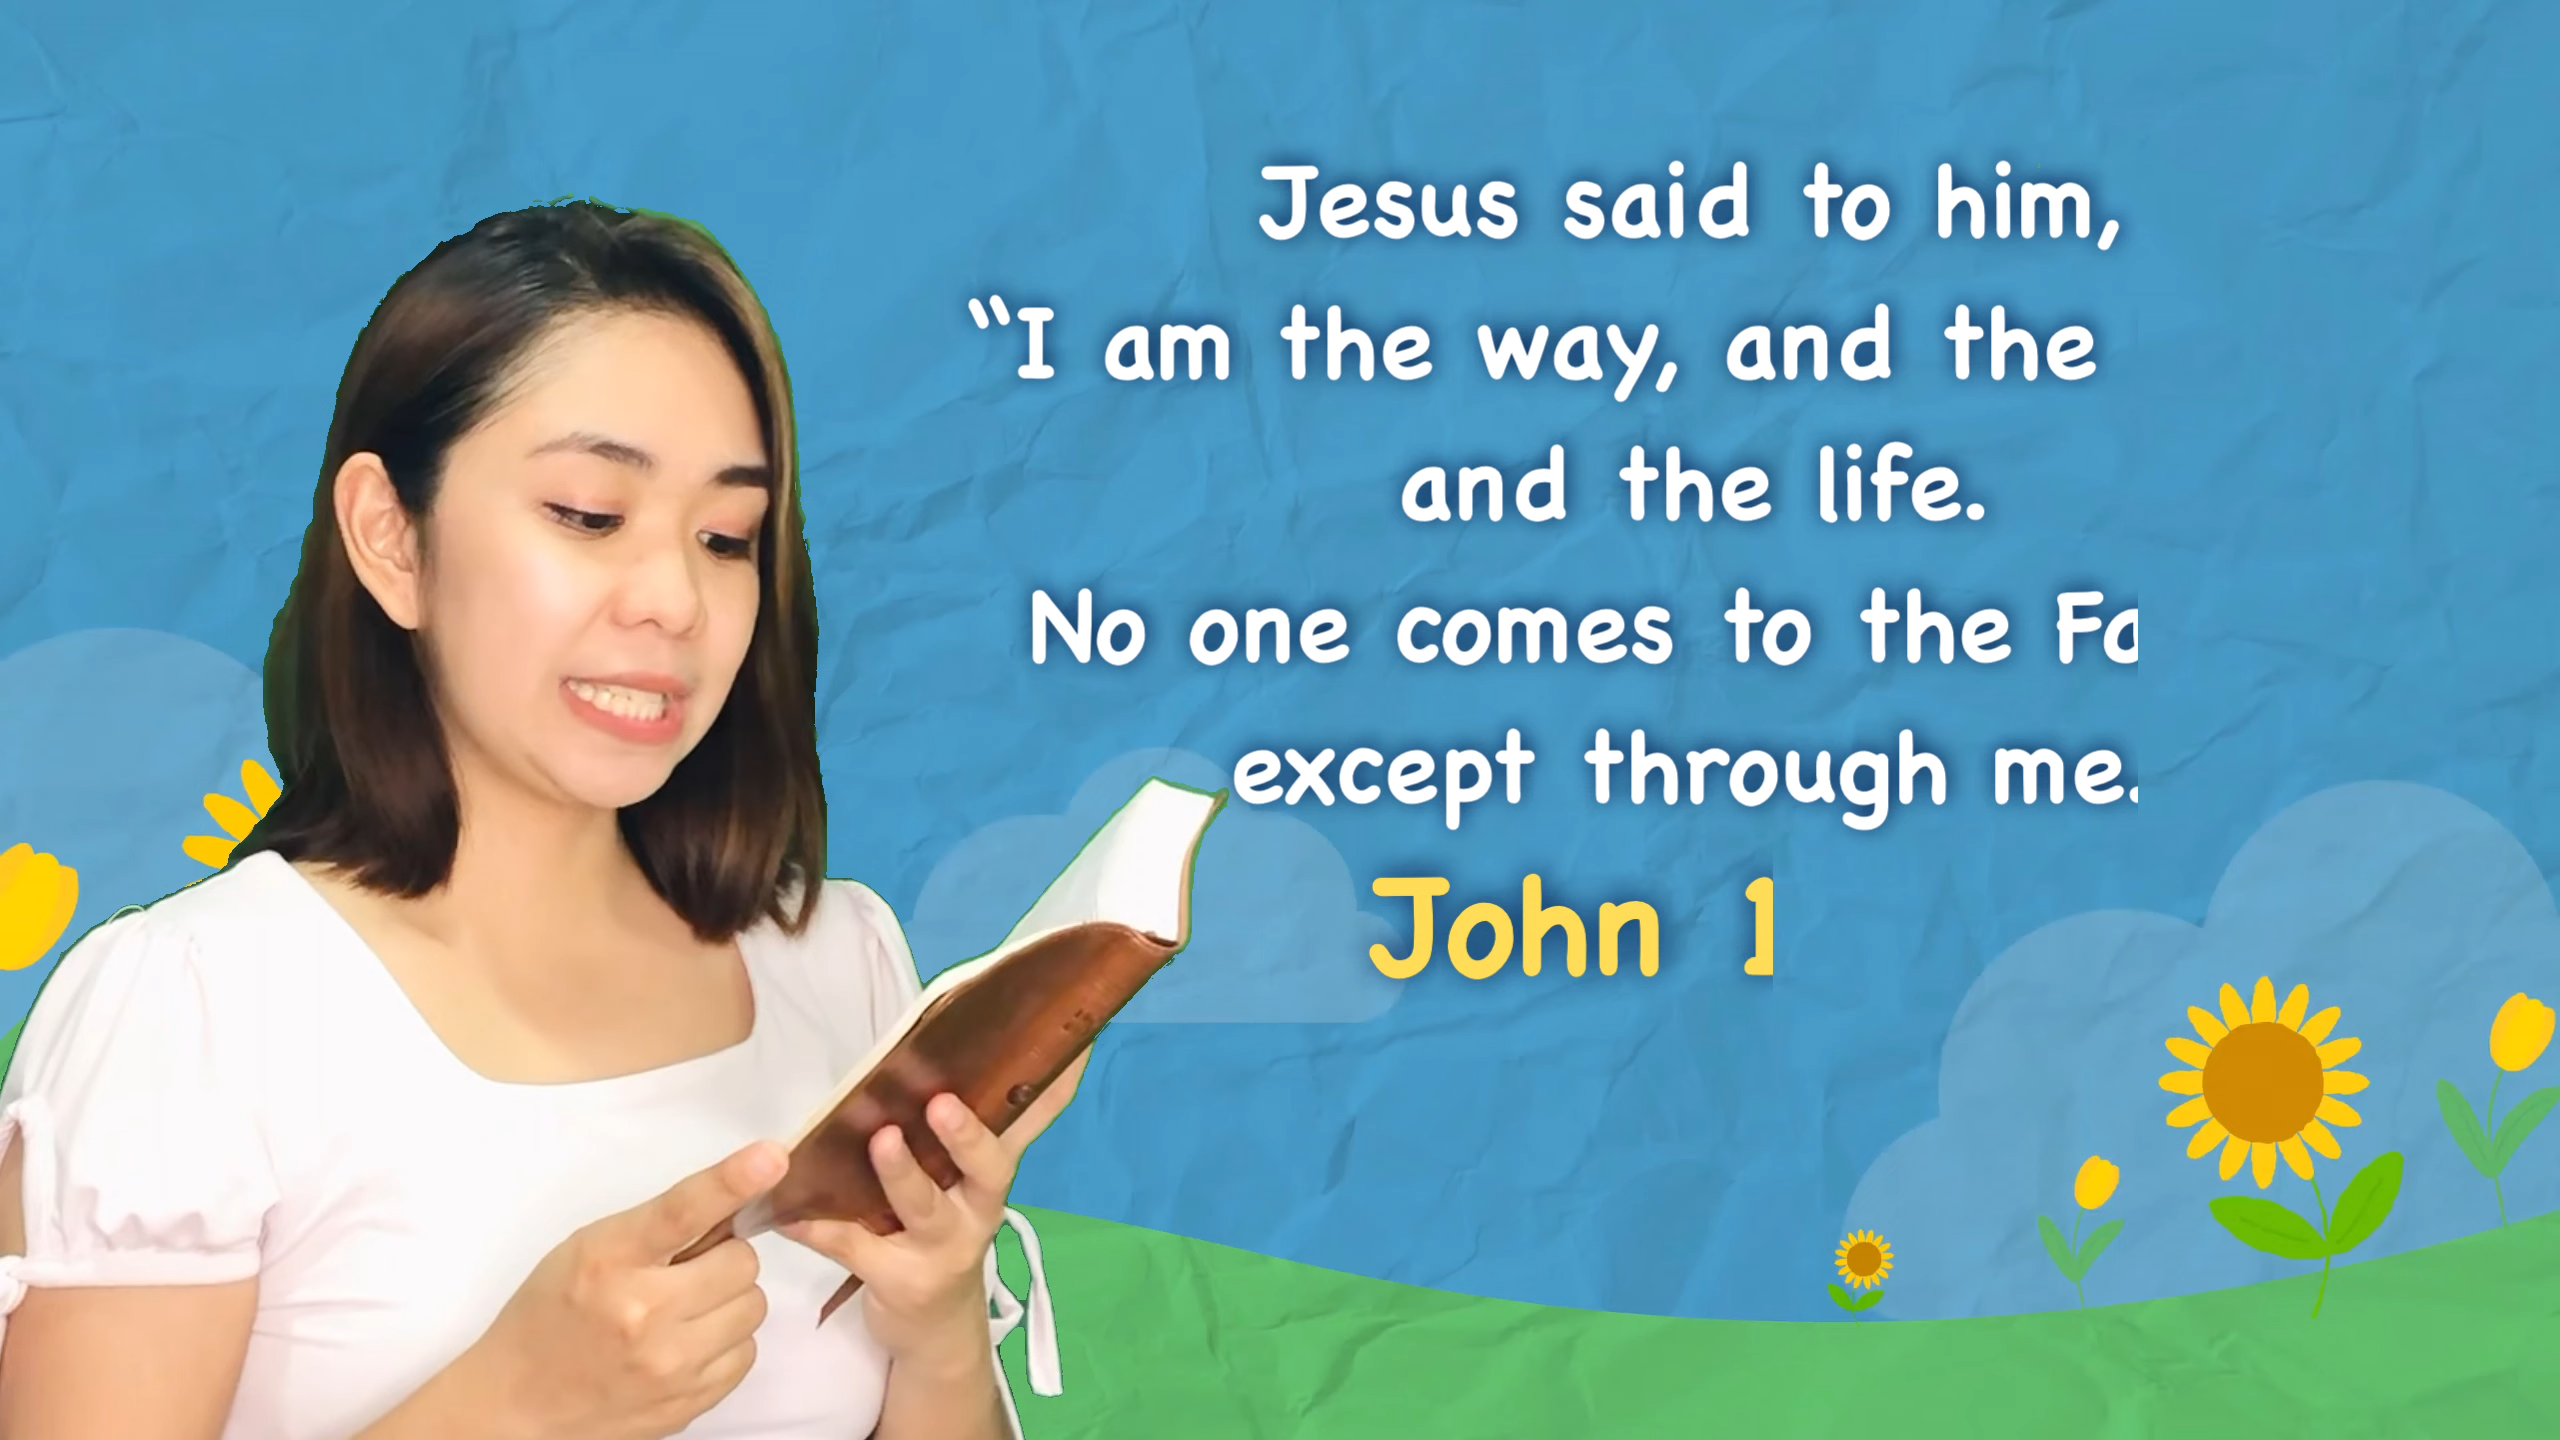 Jesus said to him,
“I am the way, and the
and the life.
No one comes to the Fa
except through me.
John 1